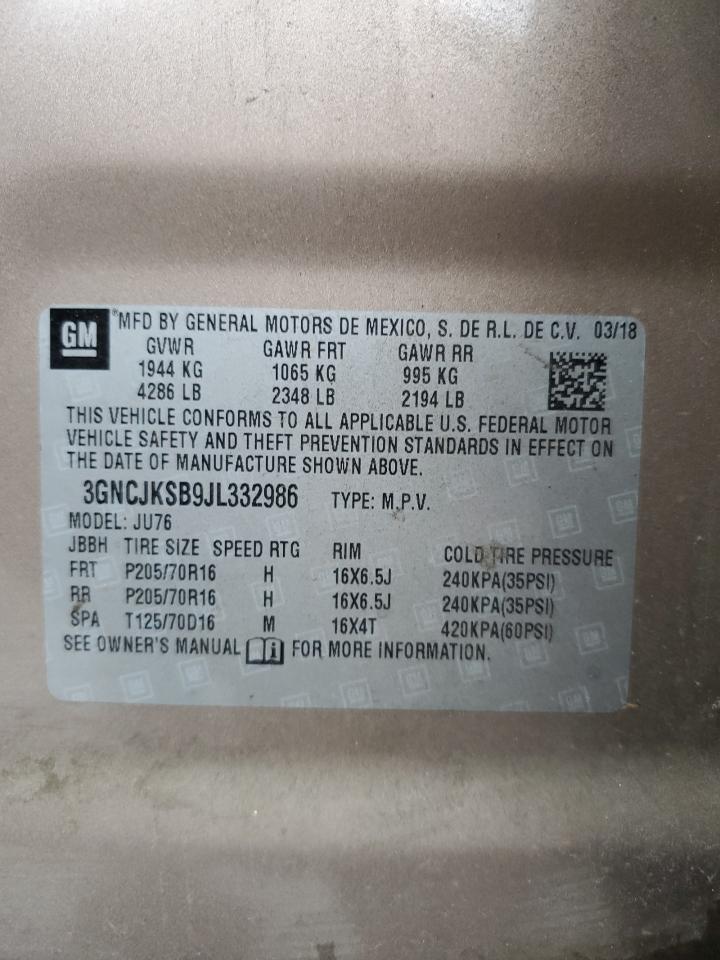 GM
®MFD BY GENERAL MOTORS DE MEXICO, S. DE R.L. DE C.V. 03/18
GVWR GAWR FRT GAWR RR
1944 KG 1065 KG 995 KG
4286 LB 2348 LB 2194 LB
THIS VEHICLE CONFORMS TO ALL APPLICABLE U.S. FEDERAL MOTOR
VEHICLE SAFETY AND THEFT PREVENTION STANDARDS IN EFFECT ON
THE DATE OF MANUFACTURE SHOWN ABOVE.
3GNCJKSB9JL332986 TYPE: M.P.V.
MODEL: JU76
JBBH TIRE SIZE SPEED RTG RIM COLD TIRE PRESSURE
FRT P205/70R16 H 16X6.5J 240KPA(35PSI)
RR P205/70R16 H 16X6.5J 240KPA(35PSI)
SPA T125/70D16 M 16X4T 420KPA(60PSI)
SEE OWNER'S MANUAL i FOR MORE INFORMATION.